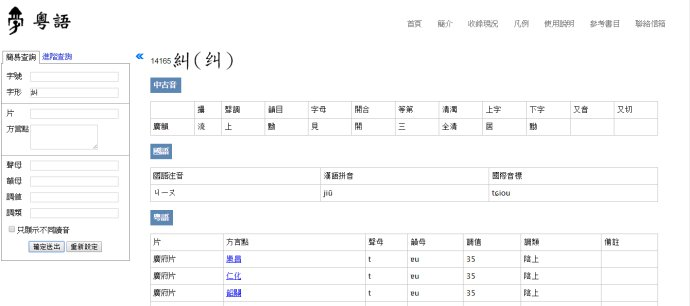 粵語
首頁 簡介 收錄現況 凡例 使用說明 參考書目 聯絡信箱
簡易查詢 進階查詢
字號
字形 糾
片
方言點
聲母
韻母
調值
調類
只顯示不同讀音
確定送出 重新設定
14165 糾(纠)
中古音
攝 聲調 韻目 字母 開合 等第 清濁 上字 下字 又音 又切
廣韻 流 上 黝 見 開 三 全清 居 黝
國語
國語注音 漢語拼音 國際音標
ㄐㄧㄡ jiū tɕiou
粵語
片 方言點 聲母 韻母 調值 調類 備註
廣府片 樂昌 t ɐu 35 陰上
廣府片 仁化 t ɐu 35 陰上
廣府片 韶關 t ɐu 35 陰上